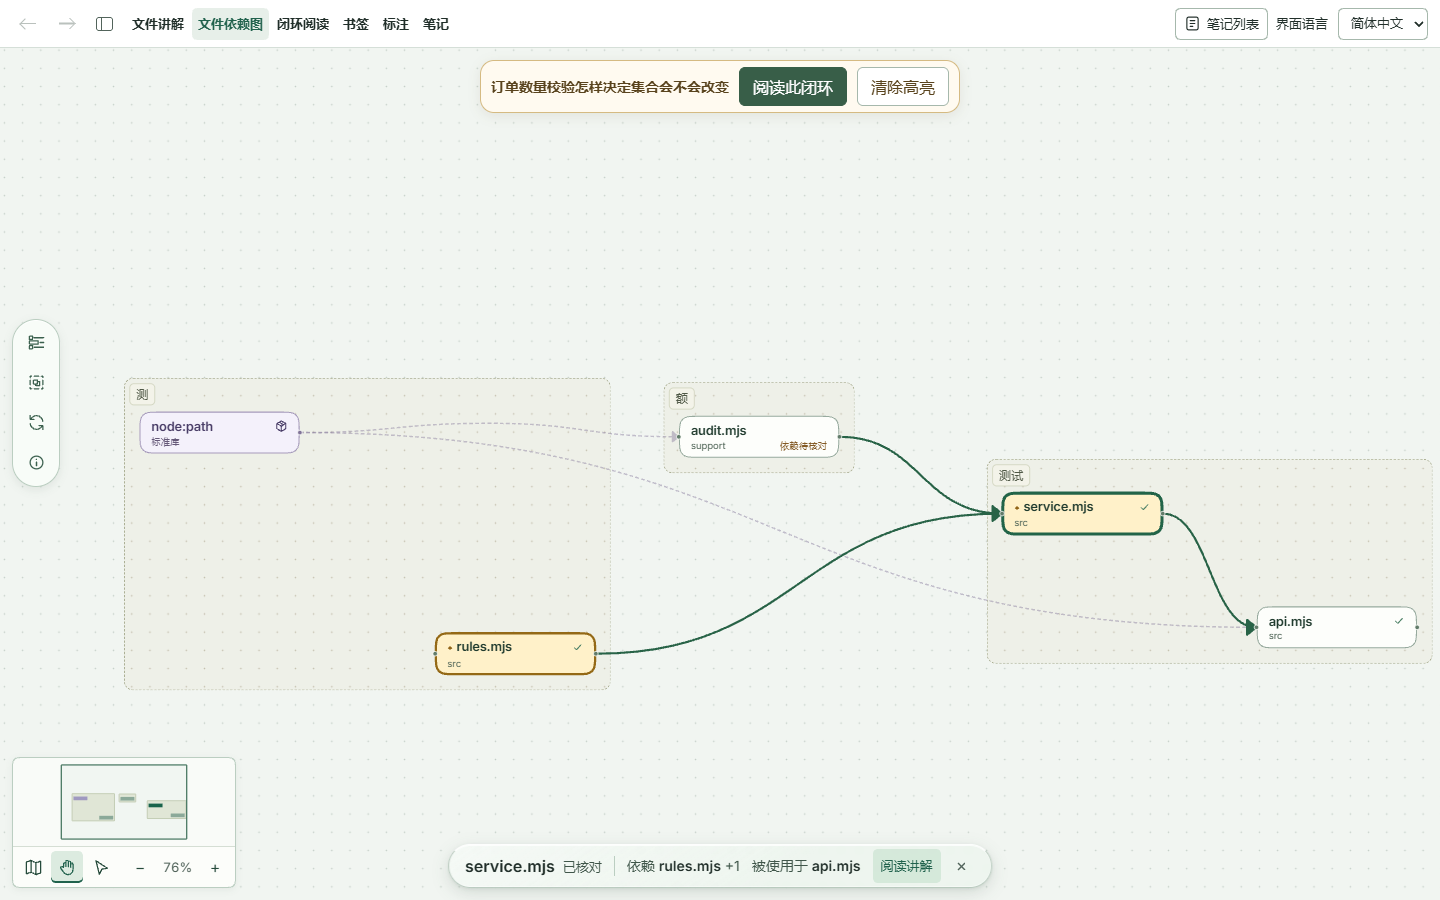 文件讲解 文件依赖图 闭环阅读 书签 标注 笔记 笔记列表 界面语言 简体中文
订单数量校验怎样决定集合会不会改变 阅读此闭环 清除高亮
测
node:path
标准库
额
audit.mjs
support 依赖待核对
测试
service.mjs
src
api.mjs
src
rules.mjs
src
76%
service.mjs 已核对 依赖 rules.mjs +1 被使用于 api.mjs 阅读讲解